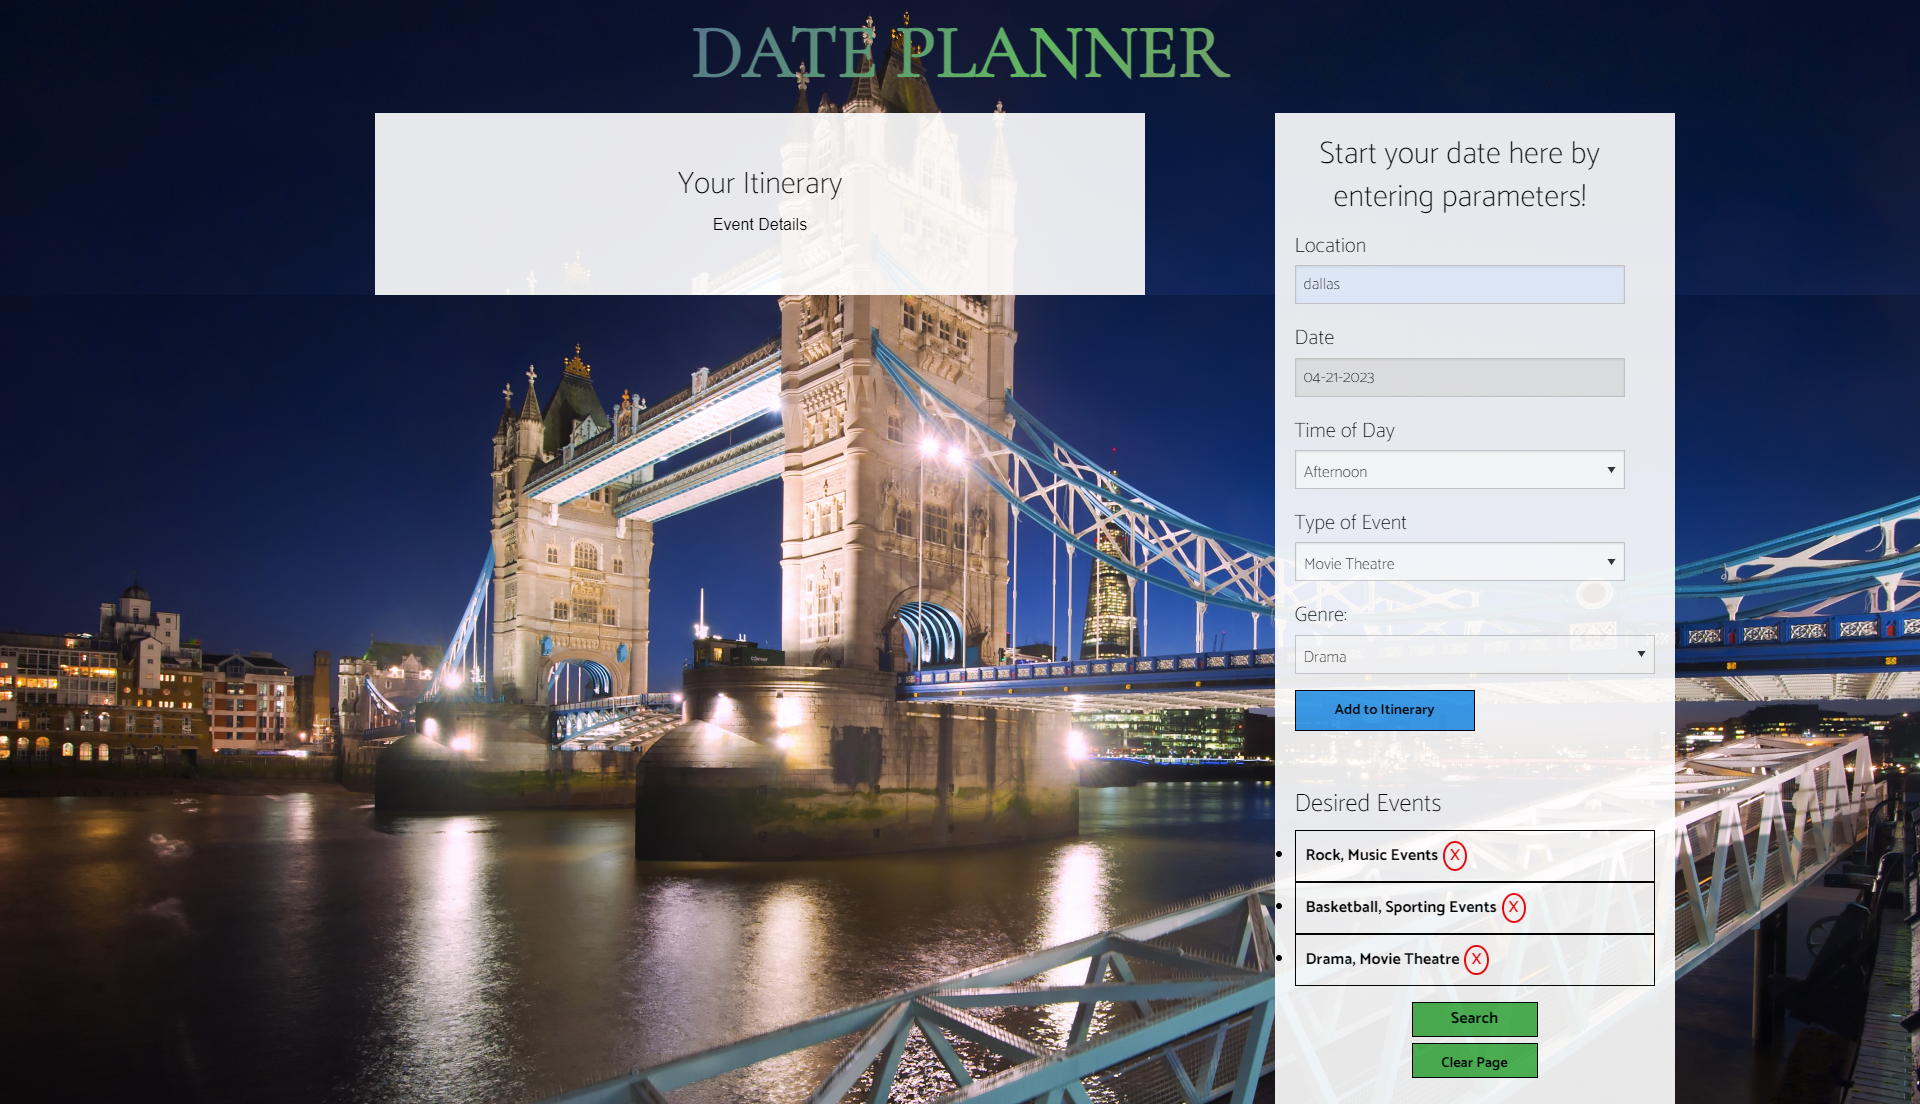 DATE PLANNER
Your Itinerary
Event Details
Start your date here by
entering parameters!
Location
dallas
Date
04-21-2023
Time of Day
Afternoon
Type of Event
Movie Theatre
Genre:
Drama
Add to Itinerary
Desired Events
Rock, Music Events X
Basketball, Sporting Events X
Drama, Movie Theatre X
Search
Clear Page